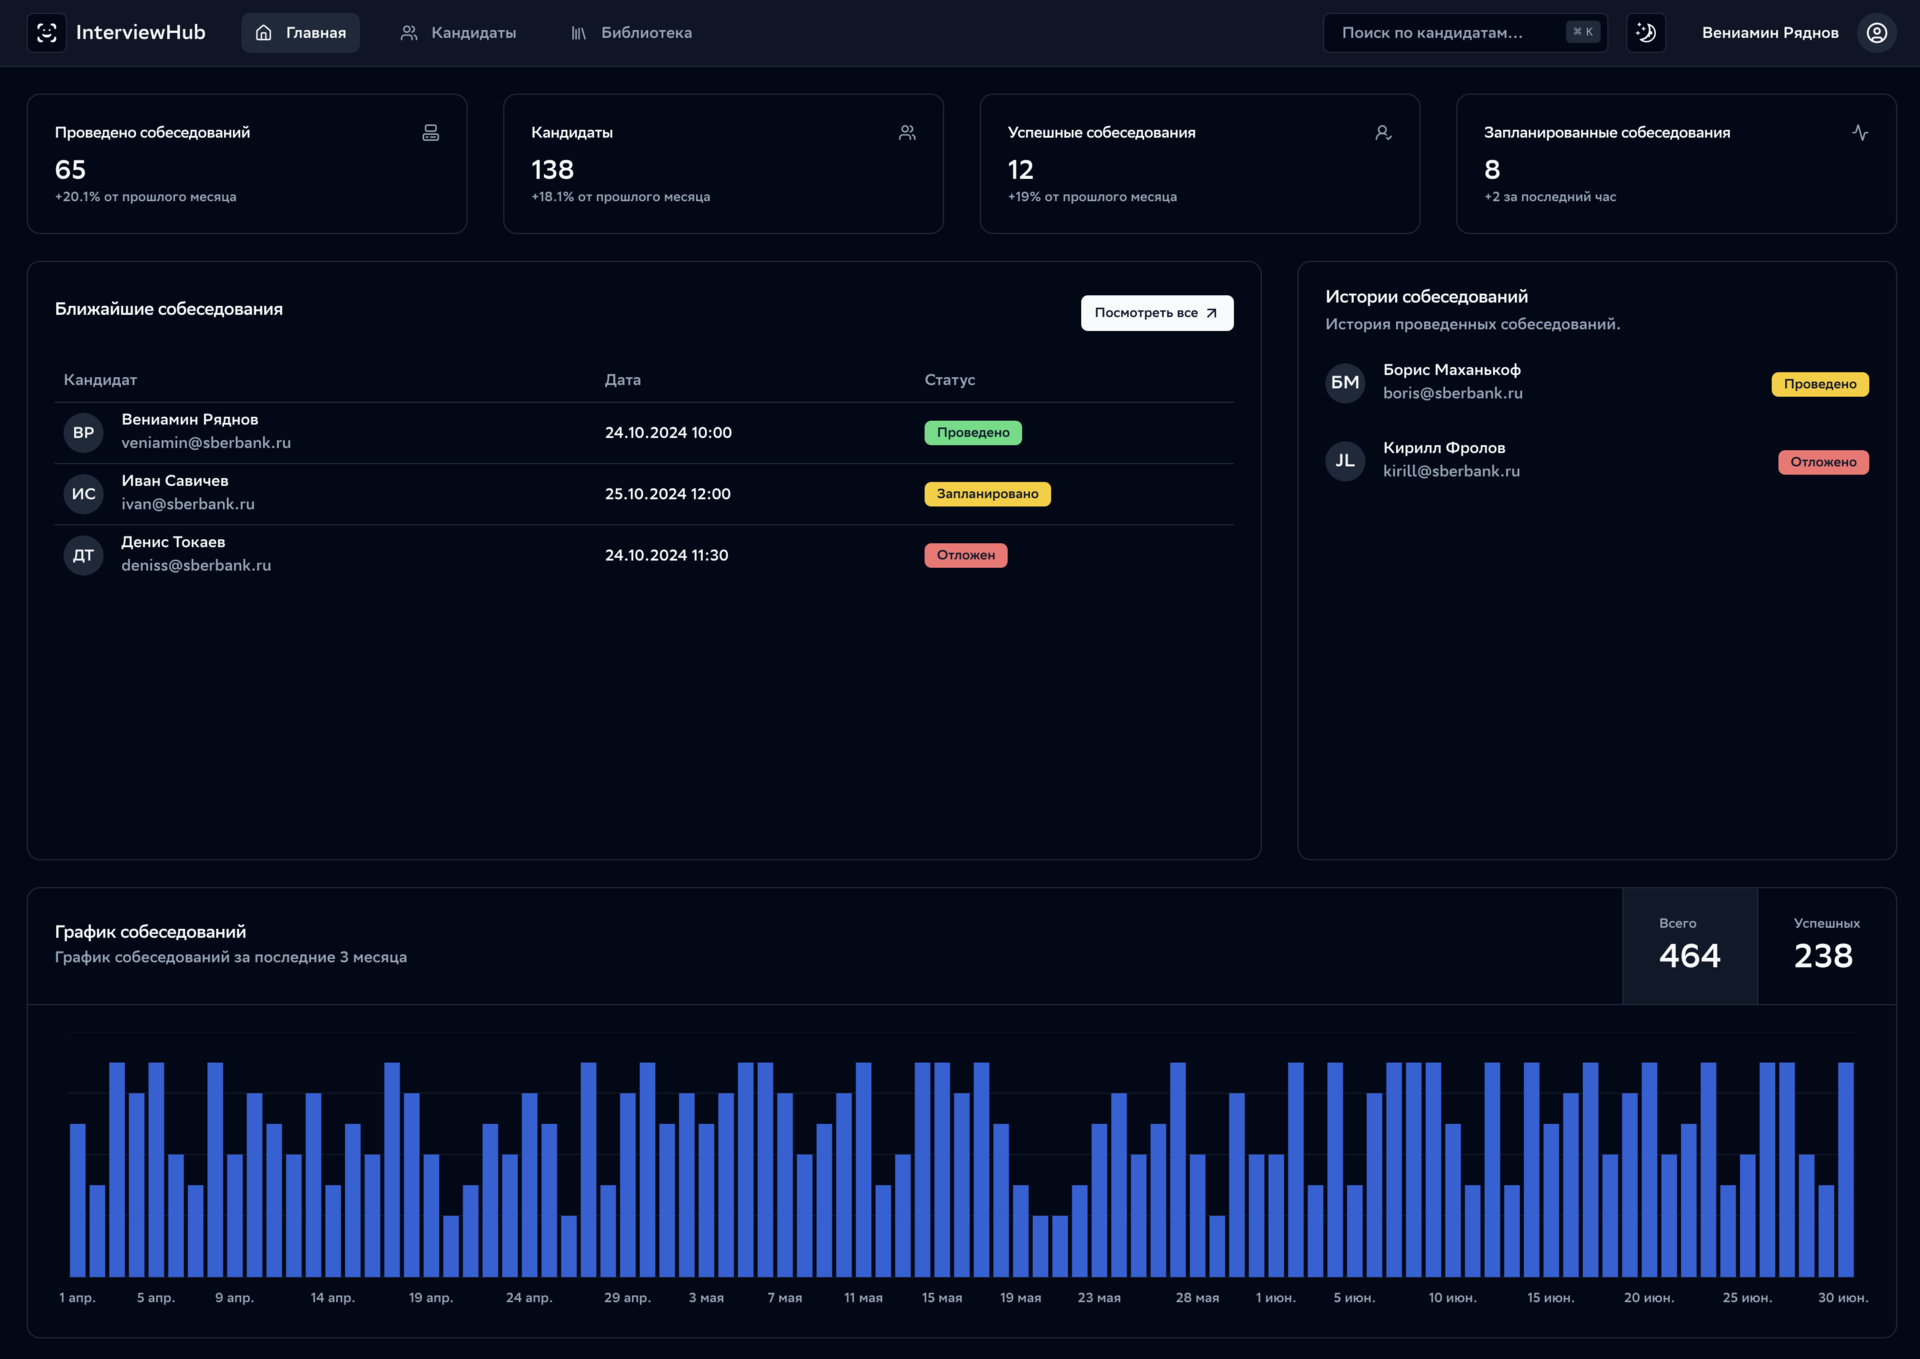 InterviewHub
Главная
Кандидаты
Библиотека
Поиск по кандидатам...
⌘ K
Вениамин Ряднов
Проведено собеседований
65
+20.1% от прошлого месяца
Кандидаты
138
+18.1% от прошлого месяца
Успешные собеседования
12
+19% от прошлого месяца
Запланированные собеседования
8
+2 за последний час
Ближайшие собеседования
Посмотреть все
Кандидат Дата Статус
ВР
Вениамин Ряднов
veniamin@sberbank.ru
24.10.2024 10:00
Проведено
ИС
Иван Савичев
ivan@sberbank.ru
25.10.2024 12:00
Запланировано
ДТ
Денис Токаев
deniss@sberbank.ru
24.10.2024 11:30
Отложен
Истории собеседований
История проведенных собеседований.
БМ
Борис Маханькоф
boris@sberbank.ru
Проведено
JL
Кирилл Фролов
kirill@sberbank.ru
Отложено
График собеседований
График собеседований за последние 3 месяца
Всего
464
Успешных
238
1 апр. 5 апр. 9 апр. 14 апр. 19 апр. 24 апр. 29 апр. 3 мая 7 мая 11 мая 15 мая 19 мая 23 мая 28 мая 1 июн. 5 июн. 10 июн. 15 июн. 20 июн. 25 июн. 30 июн.